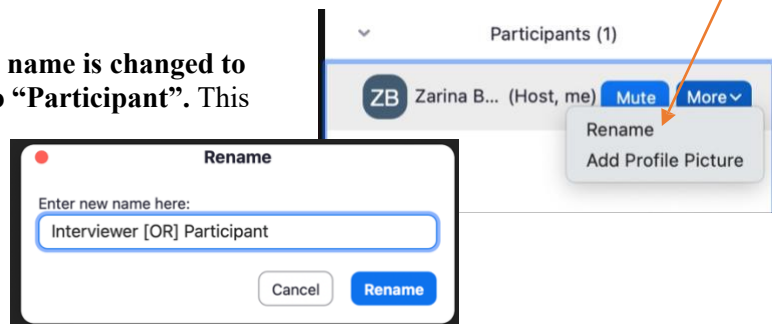 name is changed to
“Participant”. This
Participants (1)
ZB Zarina B... (Host, me) Mute More
Rename
Add Profile Picture
Rename
Enter new name here:
Interviewer [OR] Participant
Cancel Rename